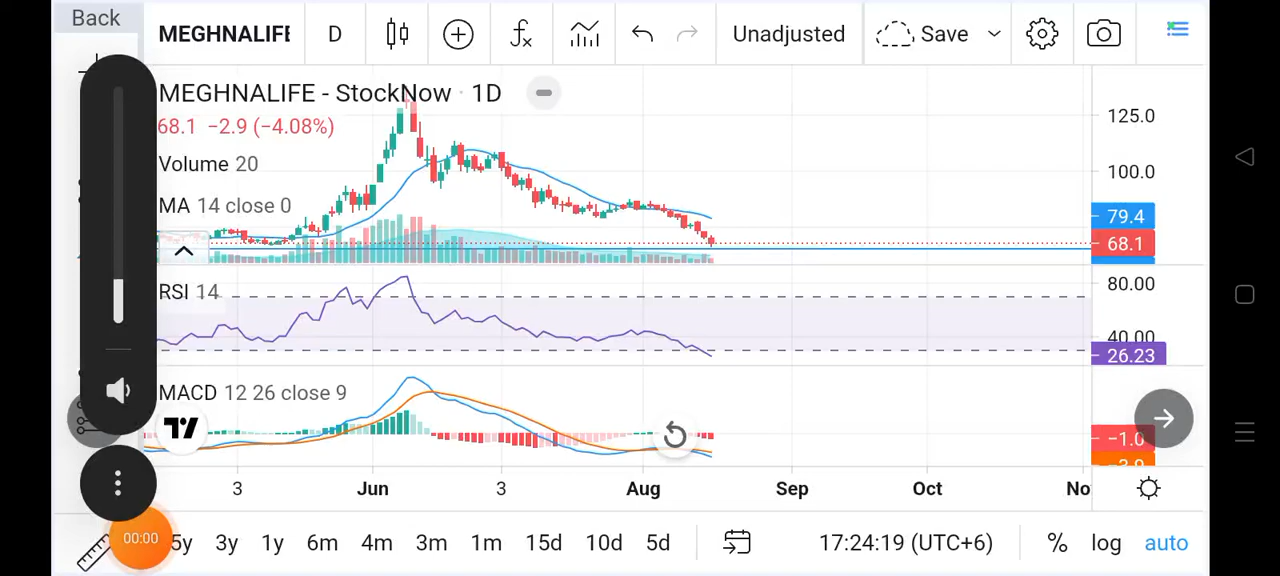 Back
MEGHNALIFE D Unadjusted Save
MEGHNALIFE - StockNow · 1D
68.1 −2.9 (−4.08%)
Volume 20
MA 14 close 0
125.0
100.0
79.4
68.1
RSI 14
80.00
40.00
26.23
MACD 12 26 close 9
−1.0
3 Jun 3 Aug Sep Oct No
00:00 5y 3y 1y 6m 4m 3m 1m 15d 10d 5d 17:24:19 (UTC+6) % log auto